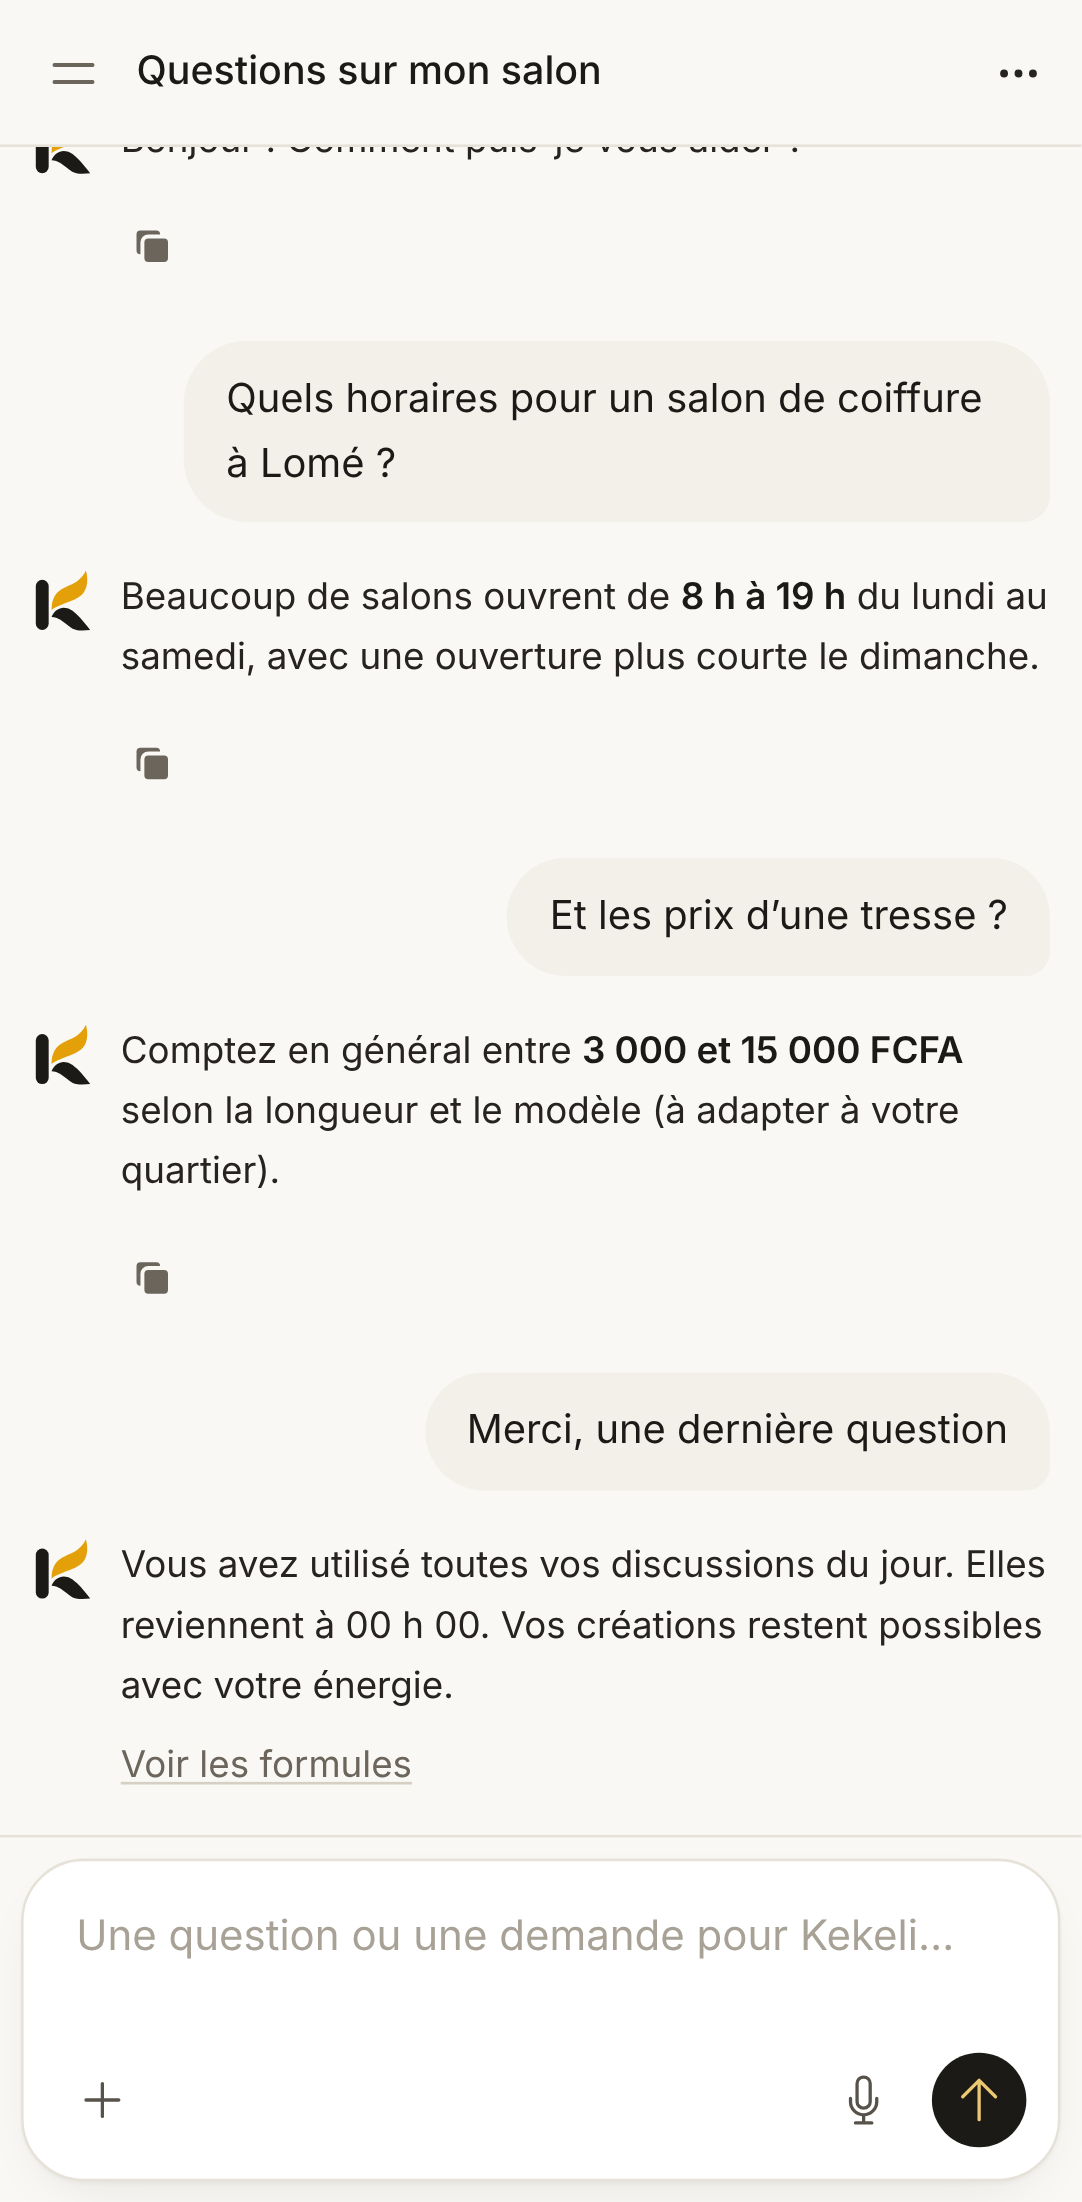 Questions sur mon salon
Quels horaires pour un salon de coiffure
à Lomé ?
Beaucoup de salons ouvrent de 8 h à 19 h du lundi au
samedi, avec une ouverture plus courte le dimanche.
Et les prix d’une tresse ?
Comptez en général entre 3 000 et 15 000 FCFA
selon la longueur et le modèle (à adapter à votre
quartier).
Merci, une dernière question
Vous avez utilisé toutes vos discussions du jour. Elles
reviennent à 00 h 00. Vos créations restent possibles
avec votre énergie.
Voir les formules
Une question ou une demande pour Kekeli...